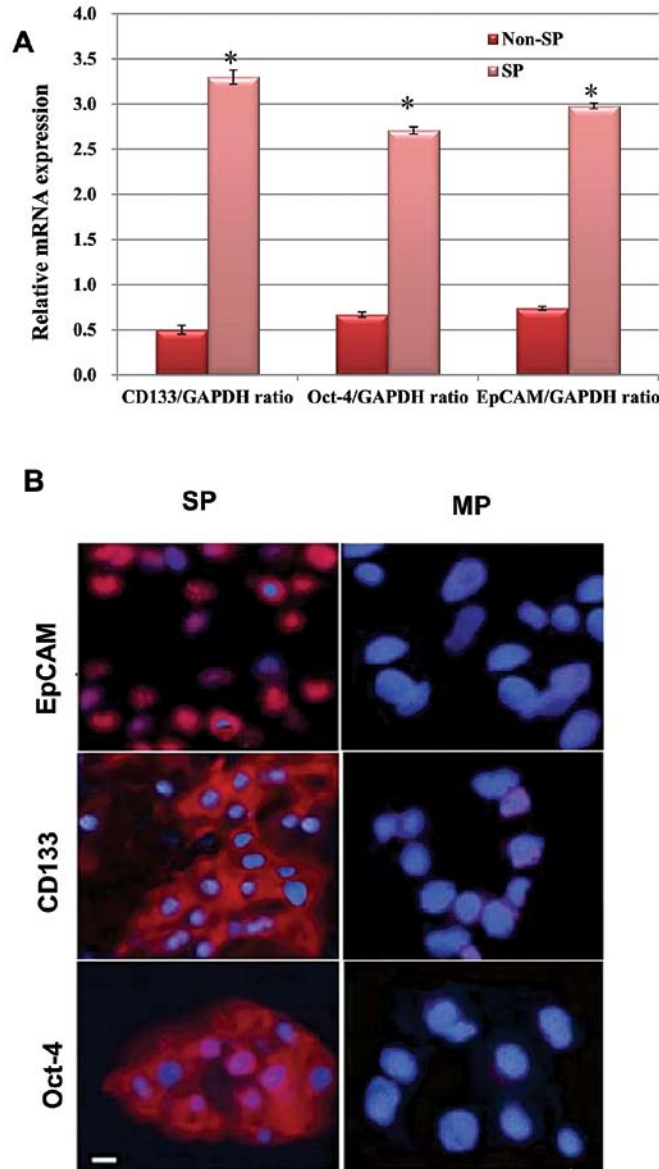 A
4.0
3.5
3.0
2.5
2.0
1.5
1.0
0.5
0.0
Relative mRNA expression
Non-SP
SP
*
*
*
CD133/GAPDH ratio
Oct-4/GAPDH ratio
EpCAM/GAPDH ratio
B
SP
MP
EpCAM
CD133
Oct-4